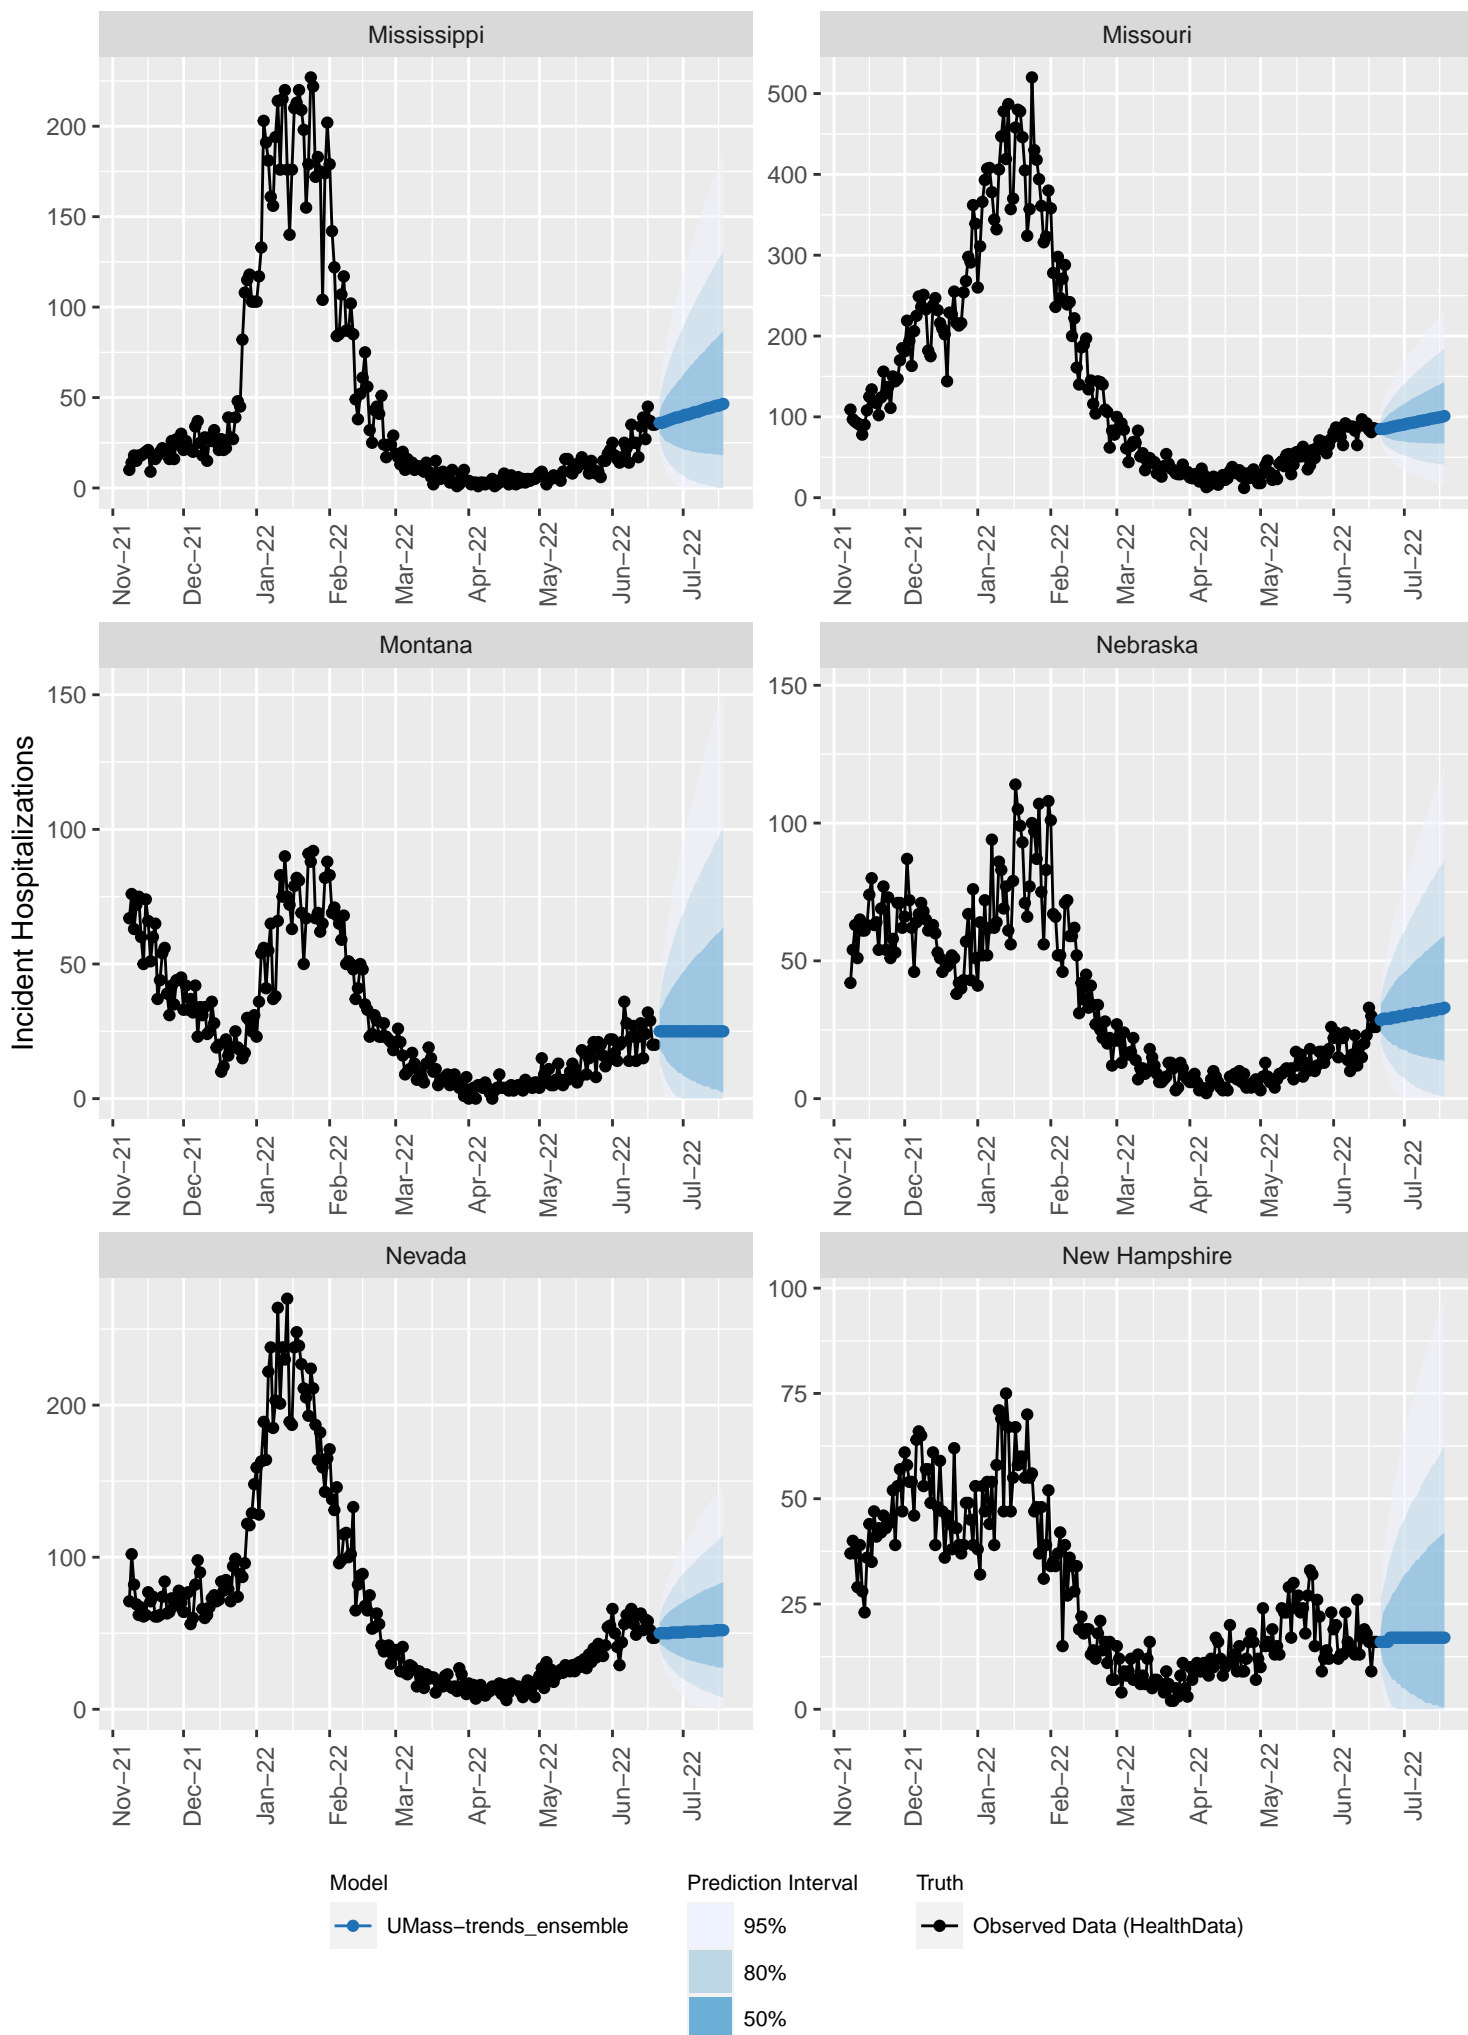 Mississippi
Missouri
200
150
100
50
0
500
400
300
200
100
0
Nov−21
Dec−21
Jan−22
Feb−22
Mar−22
Apr−22
May−22
Jun−22
Jul−22
Nov−21
Dec−21
Jan−22
Feb−22
Mar−22
Apr−22
May−22
Jun−22
Jul−22
Montana
Nebraska
Incident Hospitalizations
150
100
50
0
150
100
50
0
Nov−21
Dec−21
Jan−22
Feb−22
Mar−22
Apr−22
May−22
Jun−22
Jul−22
Nov−21
Dec−21
Jan−22
Feb−22
Mar−22
Apr−22
May−22
Jun−22
Jul−22
Nevada
New Hampshire
200
100
0
100
75
50
25
0
Nov−21
Dec−21
Jan−22
Feb−22
Mar−22
Apr−22
May−22
Jun−22
Jul−22
Nov−21
Dec−21
Jan−22
Feb−22
Mar−22
Apr−22
May−22
Jun−22
Jul−22
Model
UMass−trends_ensemble
Prediction Interval
95%
80%
50%
Truth
Observed Data (HealthData)